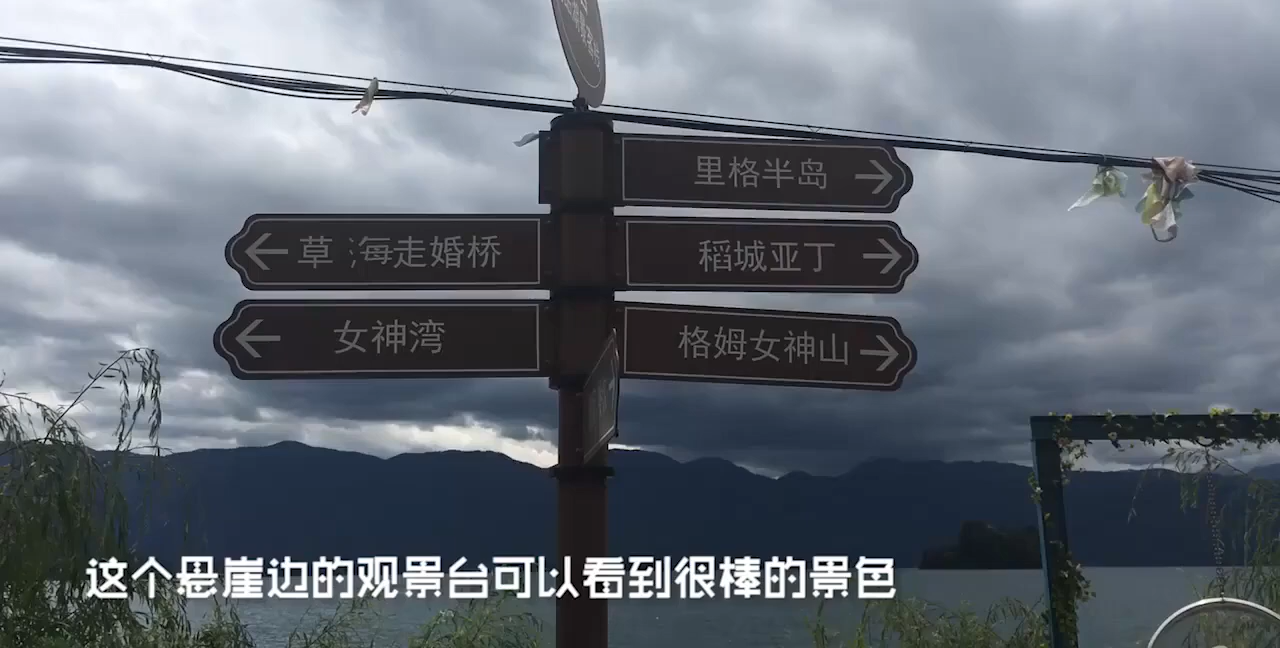 里格半岛
草海走婚桥
稻城亚丁
女神湾
格姆女神山
这个悬崖边的观景台可以看到很棒的景色